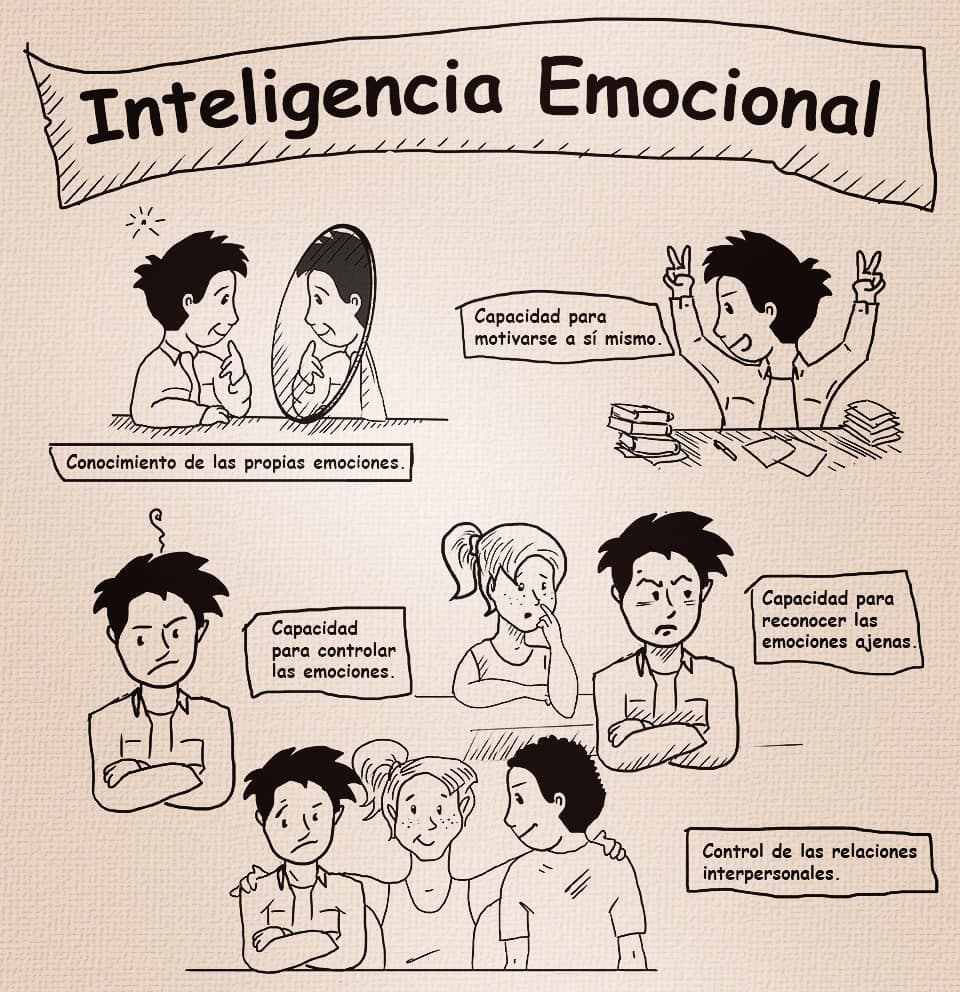 Inteligencia Emocional
Capacidad para
motivarse a sí mismo.
Conocimiento de las propias emociones.
Capacidad
para controlar
las emociones.
Capacidad para
reconocer las
emociones ajenas.
Control de las relaciones
interpersonales.